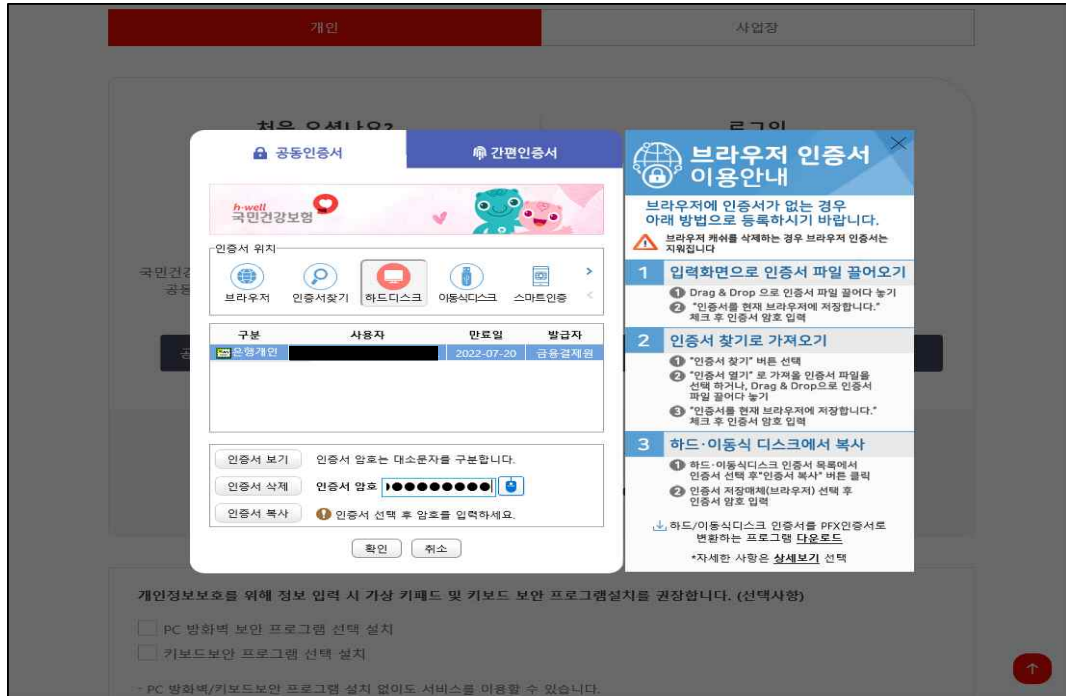 개인
사업장
처음 오셨나요?
로그인
공동인증서
간편인증서
h-well
국민건강보험
인증서 위치
브라우저
인증서찾기
하드디스크
이동식디스크
스마트인증
구분
사용자
만료일
발급자
은행개인
2022-07-20
금융결제원
인증서 보기
인증서 암호는 대소문자를 구분합니다.
인증서 삭제
인증서 암호
인증서 복사
인증서 선택 후 암호를 입력하세요.
확인
취소
브라우저 인증서
이용안내
브라우저에 인증서가 없는 경우
아래 방법으로 등록하시기 바랍니다.
브라우저 캐쉬를 삭제하는 경우 브라우저 인증서는
지워집니다
1 입력화면으로 인증서 파일 끌어오기
❶ Drag & Drop 으로 인증서 파일 끌어다 놓기
❷ "인증서를 현재 브라우저에 저장합니다."
체크 후 인증서 암호 입력
2 인증서 찾기로 가져오기
❶ "인증서 찾기" 버튼 선택
❷ "인증서 열기" 로 가져올 인증서 파일을
선택 하거나, Drag & Drop으로 인증서
파일 끌어다 놓기
❸ "인증서를 현재 브라우저에 저장합니다."
체크 후 인증서 암호 입력
3 하드·이동식 디스크에서 복사
❶ 하드·이동식디스크 인증서 목록에서
인증서 선택 후"인증서 복사" 버튼 클릭
❷ 인증서 저장매체(브라우저) 선택 후
인증서 암호 입력
하드/이동식디스크 인증서를 PFX인증서로
변환하는 프로그램 다운로드
*자세한 사항은 상세보기 선택
국민건강
공동
개인정보보호를 위해 정보 입력 시 가상 키패드 및 키보드 보안 프로그램설치를 권장합니다. (선택사항)
PC 방화벽 보안 프로그램 선택 설치
키보드보안 프로그램 선택 설치
- PC 방화벽/키보드보안 프로그램 설치 없이도 서비스를 이용할 수 있습니다.